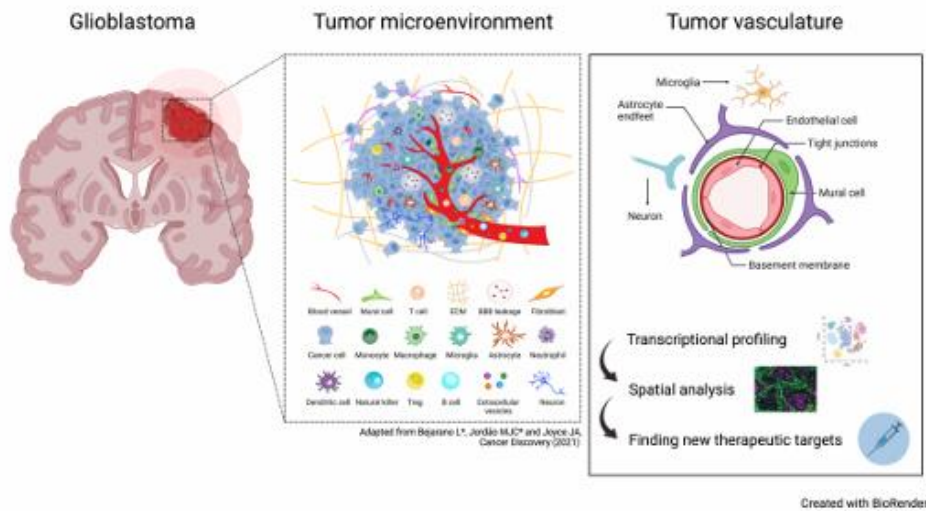 Glioblastoma
Tumor microenvironment
Tumor vasculature
Microglia
Astrocyte
endfeet
Endothelial cell
Tight junctions
Mural cell
Neuron
Basement membrane
Blood vessel Mural cell T cell ECM BBB leakage Fibroblast
Cancer cell Monocyte Macrophage Microglia Astrocyte Neutrophil
Dendritic cell Natural killer Treg B cell Extracellular Neuron
vesicles
Adapted from Bejarano L*, Jordão MJC* and Joyce JA,
Cancer Discovery (2021)
Transcriptional profiling
Spatial analysis
Finding new therapeutic targets
Created with BioRender